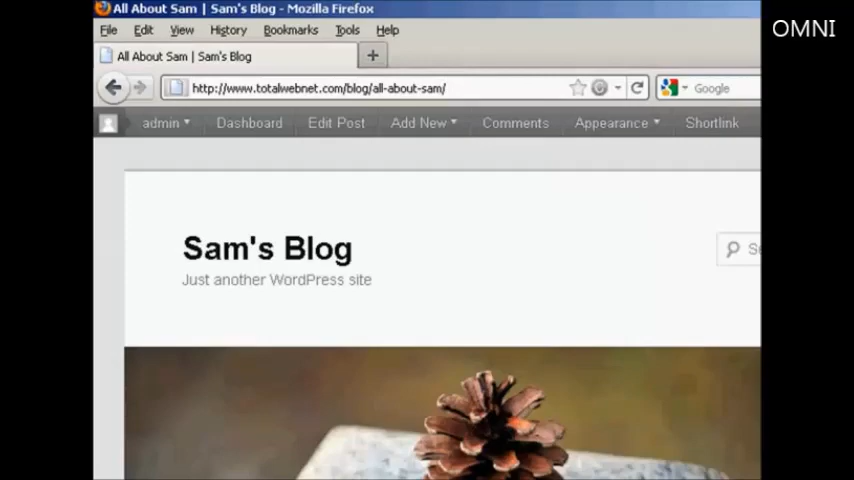 All About Sam | Sam's Blog - Mozilla Firefox
OMNI
File Edit View History Bookmarks Tools Help
All About Sam | Sam's Blog
http://www.totalwebnet.com/blog/all-about-sam/
Google
admin Dashboard Edit Post Add New Comments Appearance Shortlink
Sam's Blog
Just another WordPress site